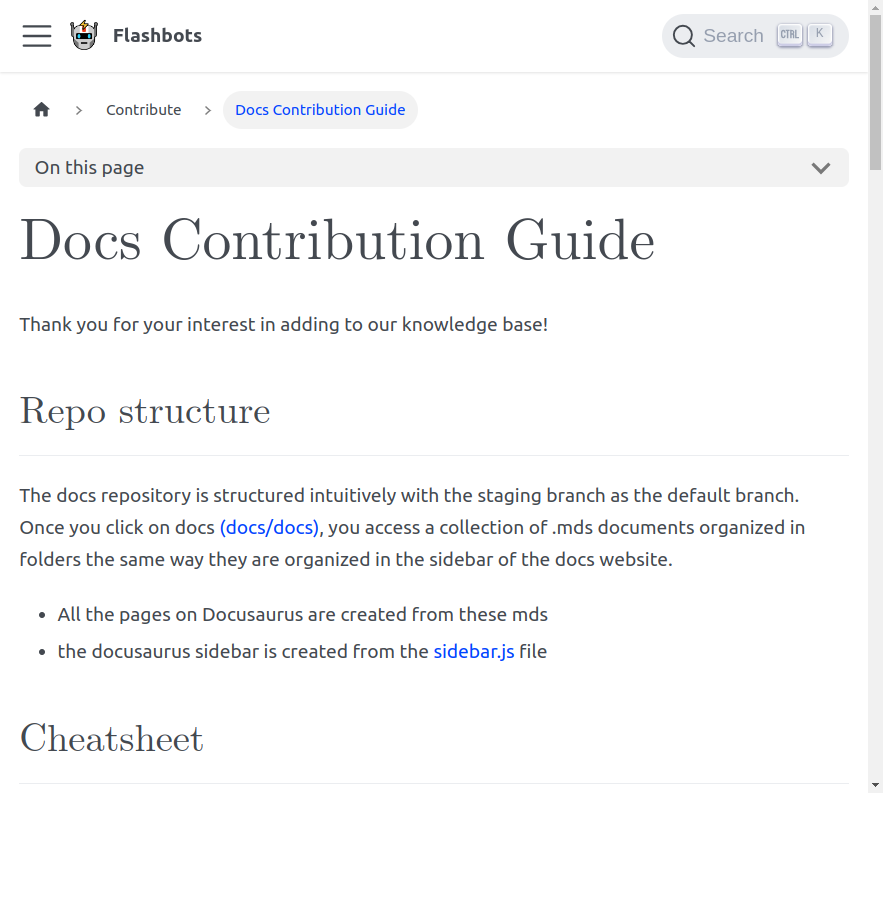 Flashbots
Search CTRL K
Contribute
Docs Contribution Guide
On this page
Docs Contribution Guide
Thank you for your interest in adding to our knowledge base!
Repo structure
The docs repository is structured intuitively with the staging branch as the default branch.
Once you click on docs (docs/docs), you access a collection of .mds documents organized in
folders the same way they are organized in the sidebar of the docs website.
All the pages on Docusaurus are created from these mds
the docusaurus sidebar is created from the sidebar.js file
Cheatsheet